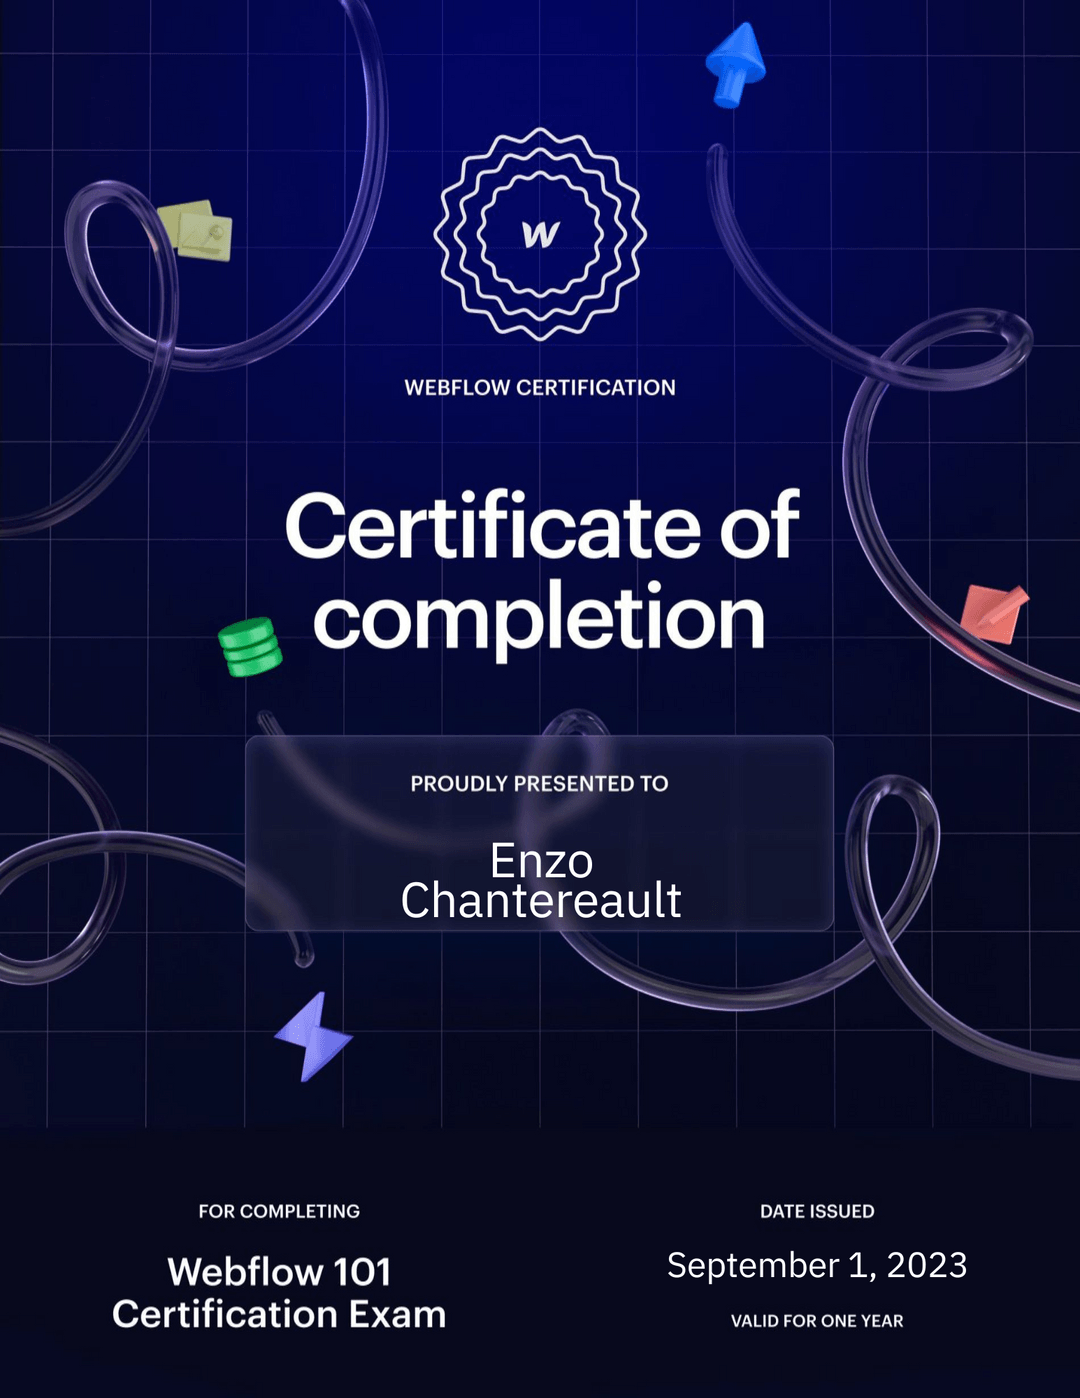 W
WEBFLOW CERTIFICATION
Certificate of
completion
PROUDLY PRESENTED TO
Enzo
Chantereault
FOR COMPLETING
Webflow 101
Certification Exam
DATE ISSUED
September 1, 2023
VALID FOR ONE YEAR